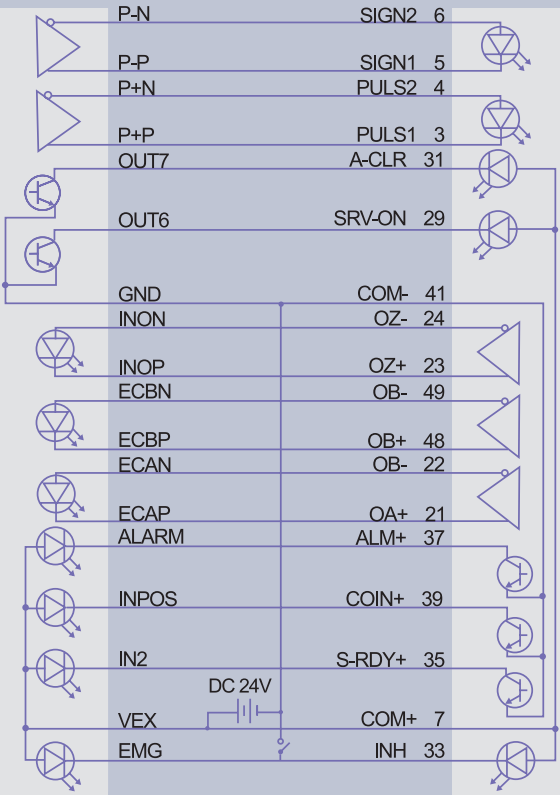 P-N SIGN2 6
P-P SIGN1 5
P+N PULS2 4
P+P PULS1 3
OUT7 A-CLR 31
OUT6 SRV-ON 29
GND COM- 41
INON OZ- 24
INOP OZ+ 23
ECBN OB- 49
ECBP OB+ 48
ECAN OB- 22
ECAP OA+ 21
ALARM ALM+ 37
INPOS COIN+ 39
IN2 S-RDY+ 35
DC 24V
VEX COM+ 7
EMG INH 33